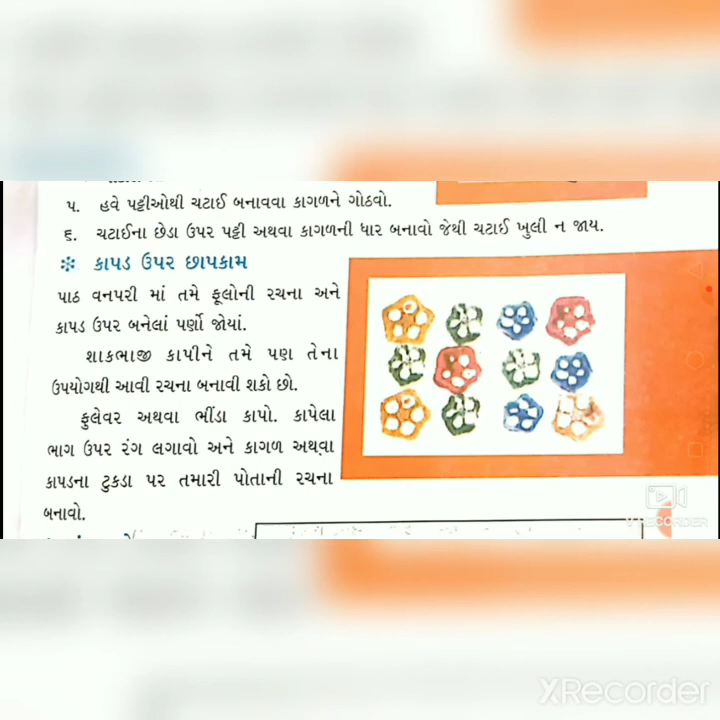 ૫. હવે પટ્ટીઓથી ચટાઈ બનાવવા કાગળને ગોઠવો.
૬. ચટાઈના છેડા ઉપર પટ્ટી અથવા કાગળની ધાર બનાવો જેથી ચટાઈ ખુલી ન જાય.
* કાપડ ઉપર છાપકામ
પાઠ વનપરી માં તમે ફૂલોની રચના અને
કાપડ ઉપર બનેલાં પર્ણો જોયાં.
શાકભાજી કાપીને તમે પણ તેના
ઉપયોગથી આવી રચના બનાવી શકો છો.
ફુલેવર અથવા ભીંડા કાપો. કાપેલા
ભાગ ઉપર રંગ લગાવો અને કાગળ અથવા
કાપડના ટુકડા પર તમારી પોતાની રચના
બનાવો.
V RECORDER
XRecorder